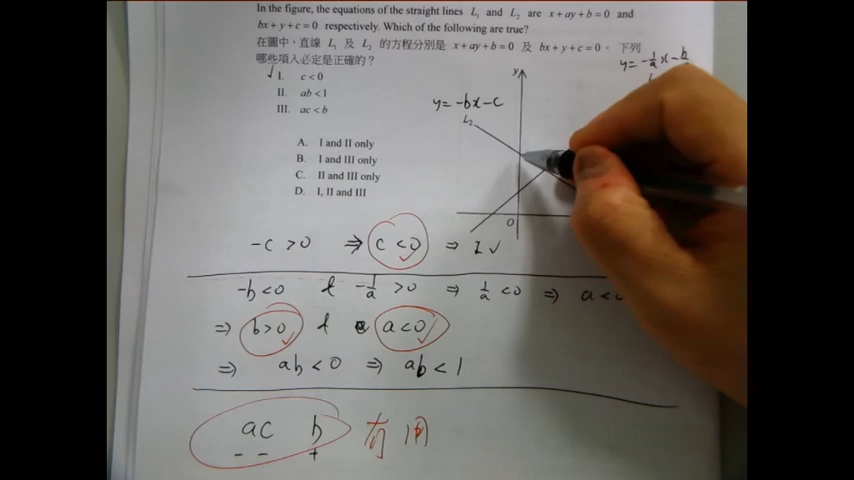 In the figure, the equations of the straight lines L₁ and L₂ are x + ay + b = 0 and
bx + y + c = 0 respectively. Which of the following are true?
在圖中，直線 L₁ 及 L₂ 的方程分別是 x + ay + b = 0 及 bx + y + c = 0。下列
哪些項人必定是正確的？
y = -1/a x - b
√ I. c < 0
II. ab < 1
III. ac < b
y
y = -bx - c
L₂
A. I and II only
B. I and III only
C. II and III only
D. I, II and III
O
-c > 0 ⇒ c < 0 ⇒ I √
-b < 0 & -1/a > 0 ⇒ 1/a < 0 ⇒ a <
⇒ b > 0 & a < 0
⇒ ab < 0 ⇒ ab < 1
ac b 有用
- - +